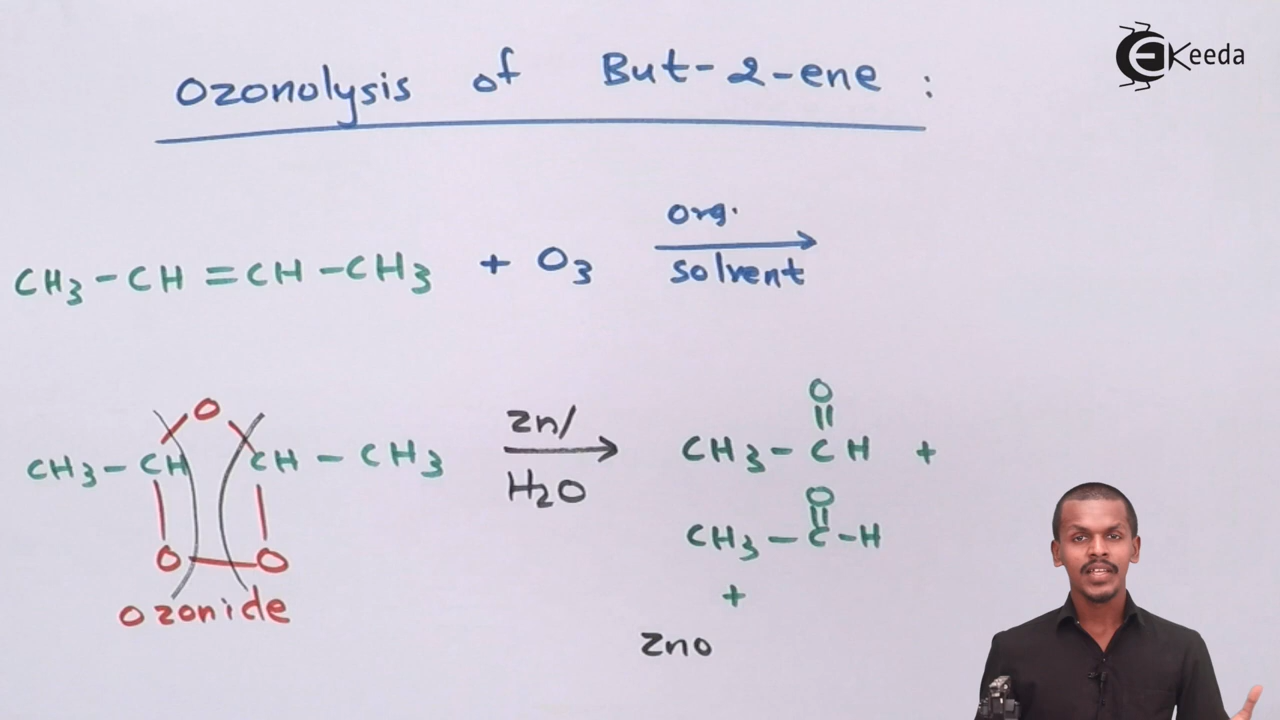 Ozonolysis of But-2-ene :
EKeeda
org.
CH3-CH=CH-CH3 + O3
solvent
O
CH3-CH CH-CH3
O O
ozonide
Zn/
H2O
O
CH3-CH +
O
CH3-C-H
+
ZnO